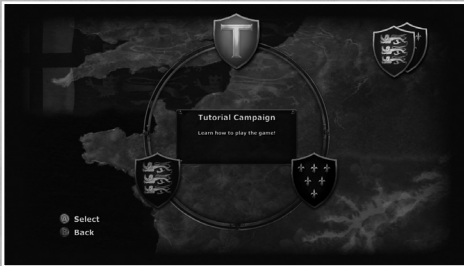 T
Tutorial Campaign
Learn how to play the game!
Select
Back